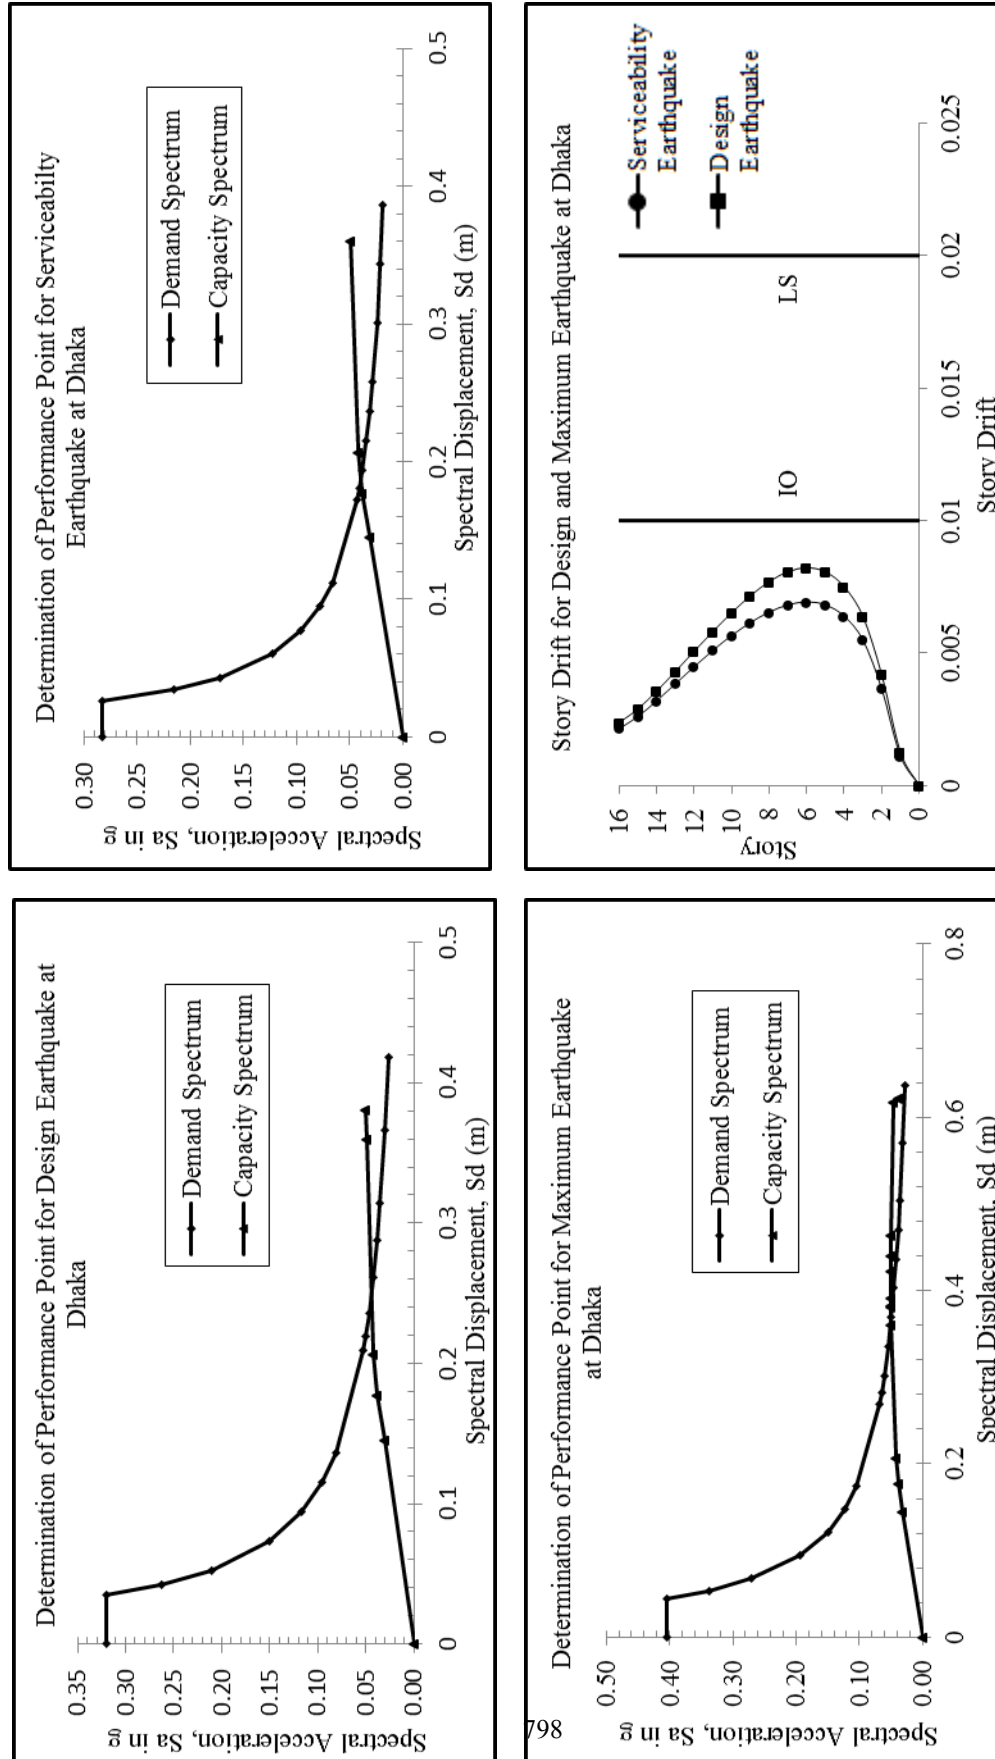 Determination of Performance Point for Design Earthquake at
Dhaka
0.35
0.30
0.25
0.20
0.15
0.10
0.05
0.00
Spectral Acceleration, Sa in g
Demand Spectrum
Capacity Spectrum
0 0.1 0.2 0.3 0.4 0.5
Spectral Displacement, Sd (m)
Determination of Performance Point for Serviceabilty
Earthquake at Dhaka
0.30
0.25
0.20
0.15
0.10
0.05
0.00
Spectral Acceleration, Sa in g
Demand Spectrum
Capacity Spectrum
0 0.1 0.2 0.3 0.4 0.5
Spectral Displacement, Sd (m)
Determination of Performance Point for Maximum Earthquake
at Dhaka
0.50
0.40
0.30
0.20
0.10
0.00
Spectral Acceleration, Sa in g
Demand Spectrum
Capacity Spectrum
0 0.2 0.4 0.6 0.8
Spectral Displacement, Sd (m)
Story Drift for Design and Maximum Earthquake at Dhaka
16
14
12
10
8
6
4
2
0
Story
IO
LS
Serviceability
Earthquake
Design
Earthquake
0 0.005 0.01 0.015 0.02 0.025
Story Drift
798